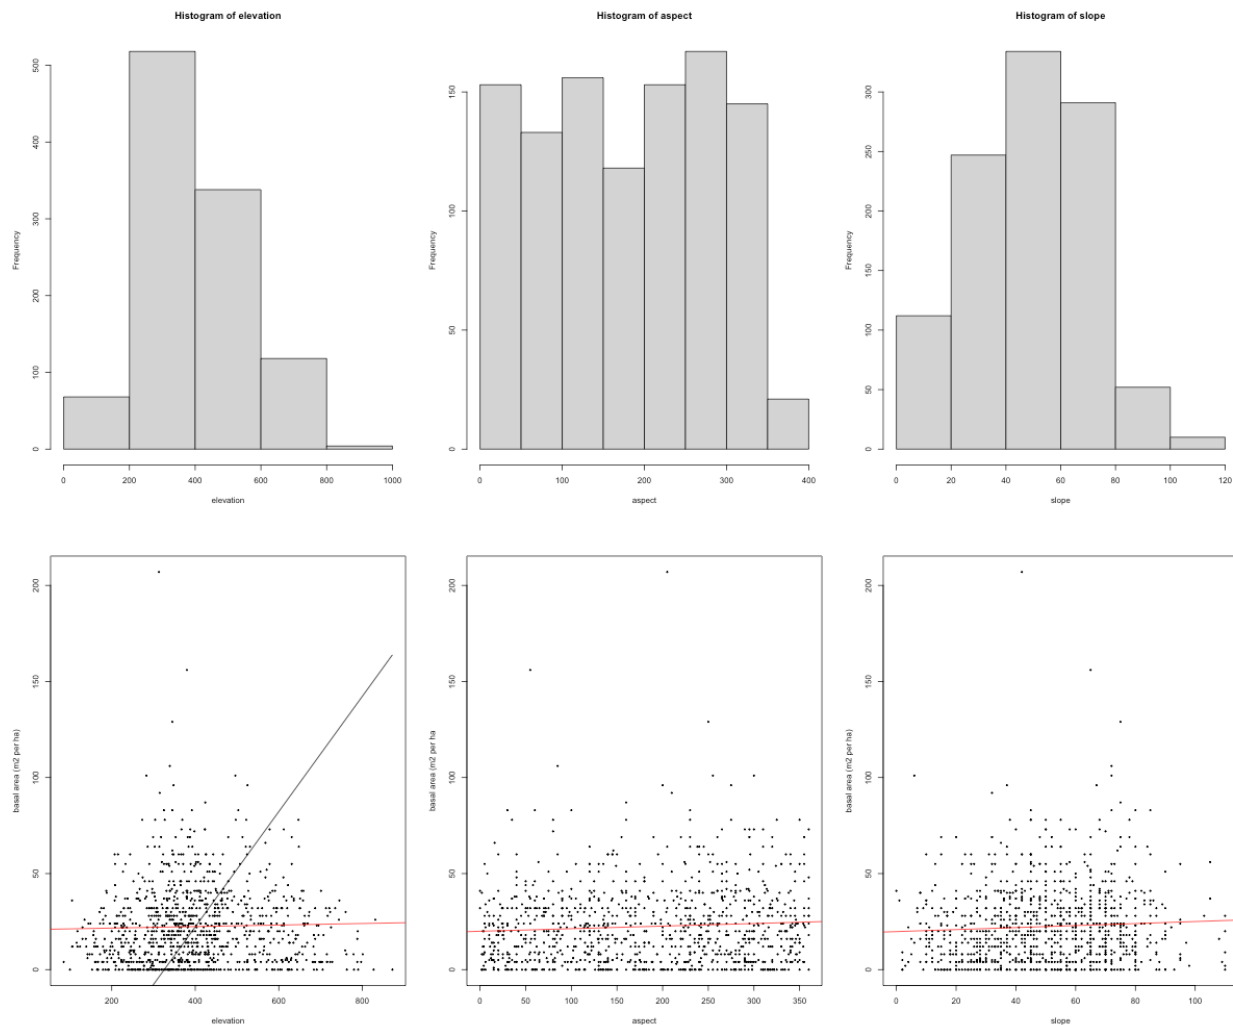 Histogram of elevation
Frequency
0
100
200
300
400
500
0 200 400 600 800 1000
elevation
Histogram of aspect
Frequency
0
50
100
150
0 100 200 300 400
aspect
Histogram of slope
Frequency
0
50
100
150
200
250
300
0 20 40 60 80 100 120
slope
basal area (m2 per ha)
0
50
100
150
200
200 400 600 800
elevation
basal area (m2 per ha
0
50
100
150
200
0 50 100 150 200 250 300 350
aspect
basal area (m2 per ha)
0
50
100
150
200
0 20 40 60 80 100
slope